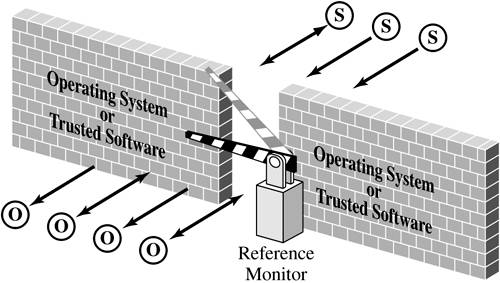 S
S
S
Operating System
or
Trusted Software
Operating System
or
Trusted Software
O
O
O
O
Reference
Monitor